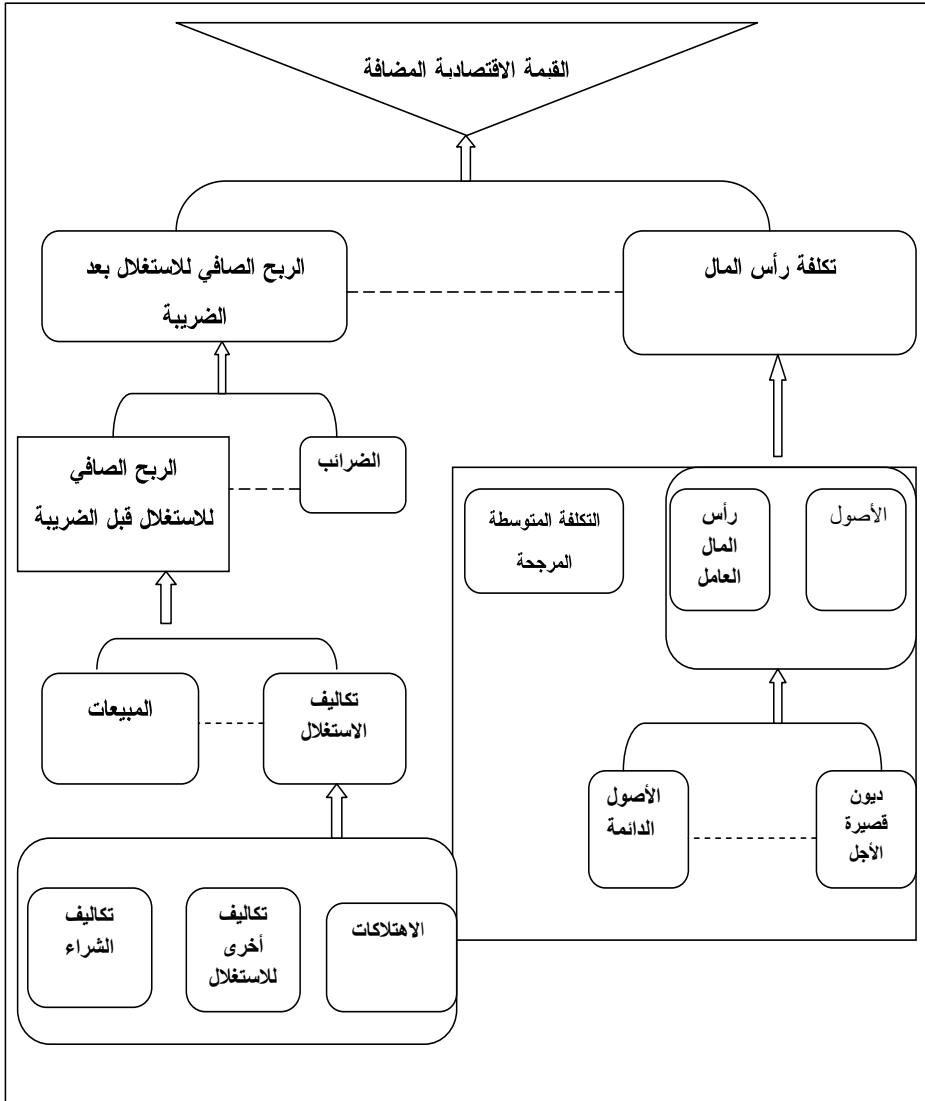 القيمة الاقتصادية المضافة
الربح الصافي للاستغلال بعد
الضريبة
تكلفة رأس المال
الربح الصافي
للاستغلال قبل الضريبة
الضرائب
التكلفة المتوسطة
المرجحة
رأس
المال
العامل
الأصول
المبيعات
تكاليف
الاستغلال
الأصول
الدائمة
ديون
قصيرة
الأجل
تكاليف
الشراء
تكاليف
أخرى
للاستغلال
الاهتلاكات